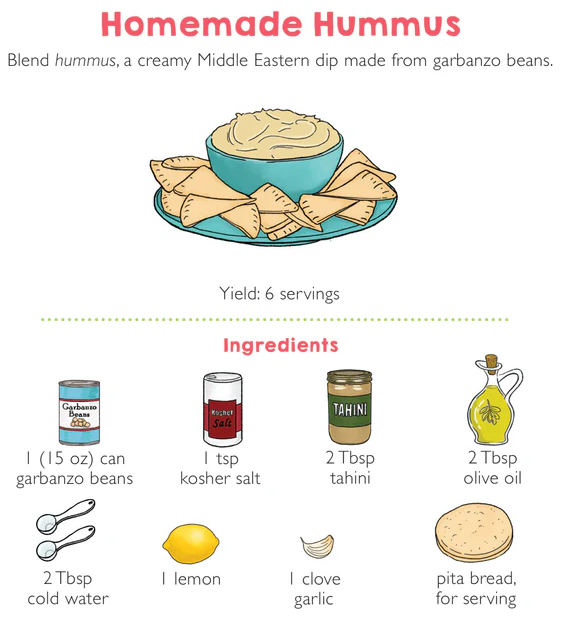 Homemade Hummus
Blend hummus, a creamy Middle Eastern dip made from garbanzo beans.
Yield: 6 servings
Ingredients
Garbanzo
Beans
Kosher
Salt
TAHINI
1 (15 oz) can
garbanzo beans
1 tsp
kosher salt
2 Tbsp
tahini
2 Tbsp
olive oil
2 Tbsp
cold water
1 lemon
1 clove
garlic
pita bread,
for serving